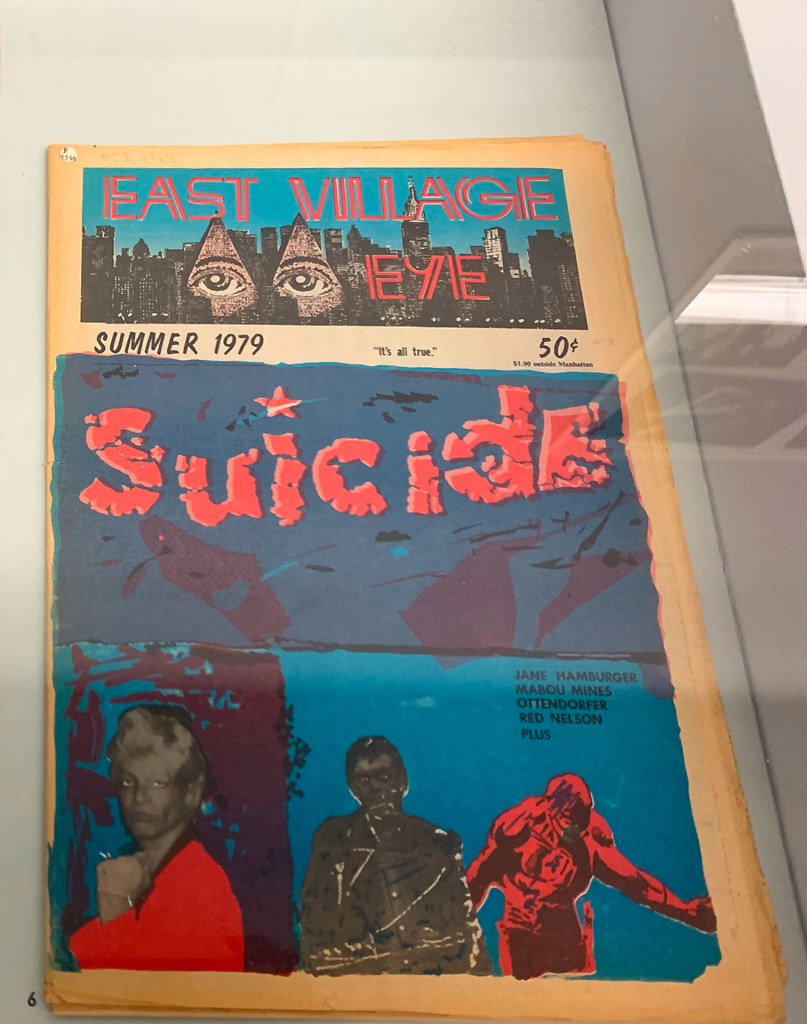 EAST VILLAGE
EYE
SUMMER 1979
"It's all true."
50¢
$1.00 outside Manhattan
Suicide
JANE HAMBURGER
MABOU MINES
OTTENDORFER
RED NELSON
PLUS
6